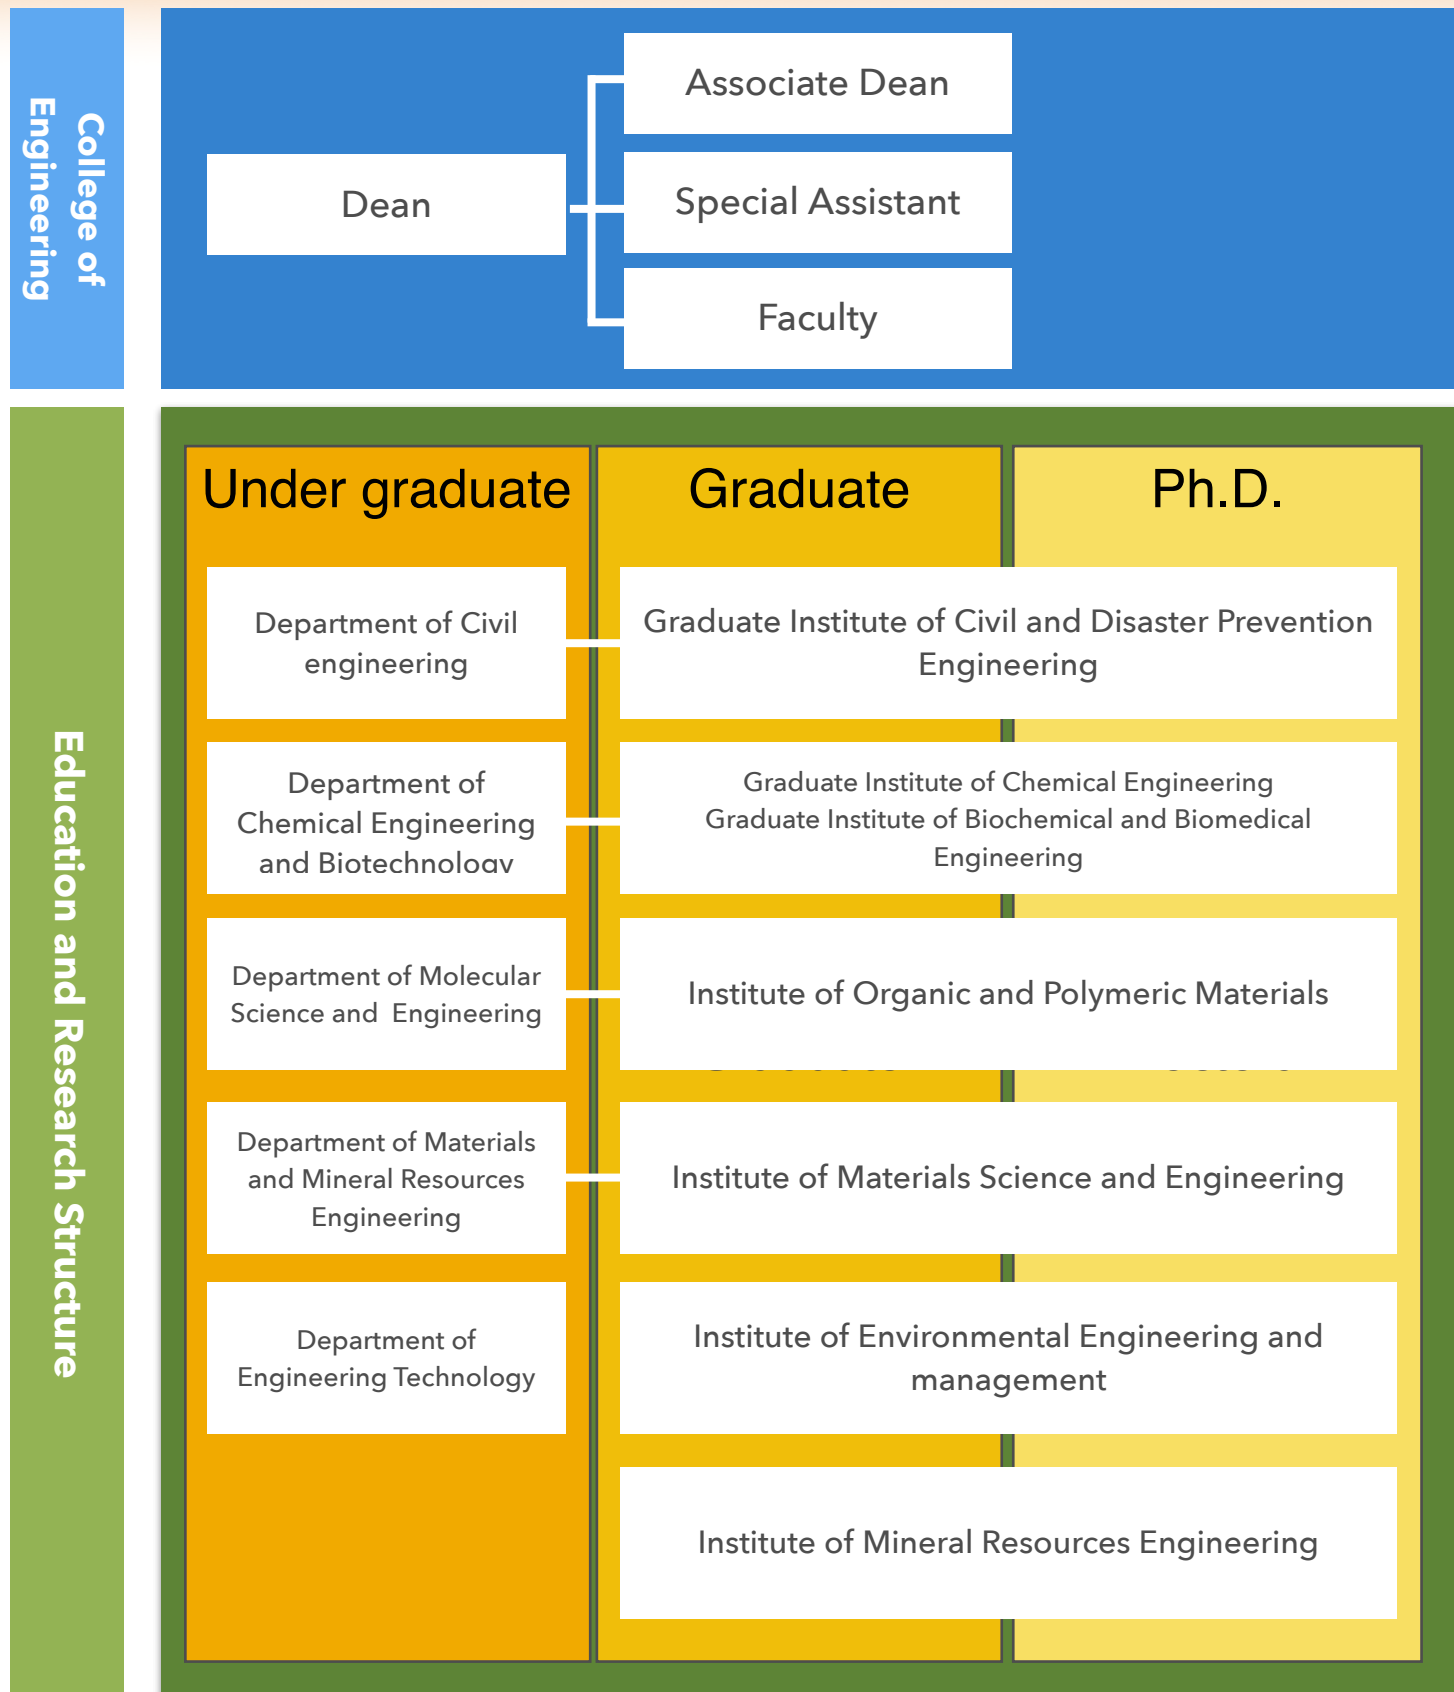 College of
Engineering
Dean
Associate Dean
Special Assistant
Faculty
Education and Research Structure
Under graduate
Graduate
Ph.D.
Department of Civil
engineering
Graduate Institute of Civil and Disaster Prevention
Engineering
Department of
Chemical Engineering
and Biotechnology
Graduate Institute of Chemical Engineering
Graduate Institute of Biochemical and Biomedical
Engineering
Department of Molecular
Science and Engineering
Institute of Organic and Polymeric Materials
Department of Materials
and Mineral Resources
Engineering
Institute of Materials Science and Engineering
Department of
Engineering Technology
Institute of Environmental Engineering and
management
Institute of Mineral Resources Engineering